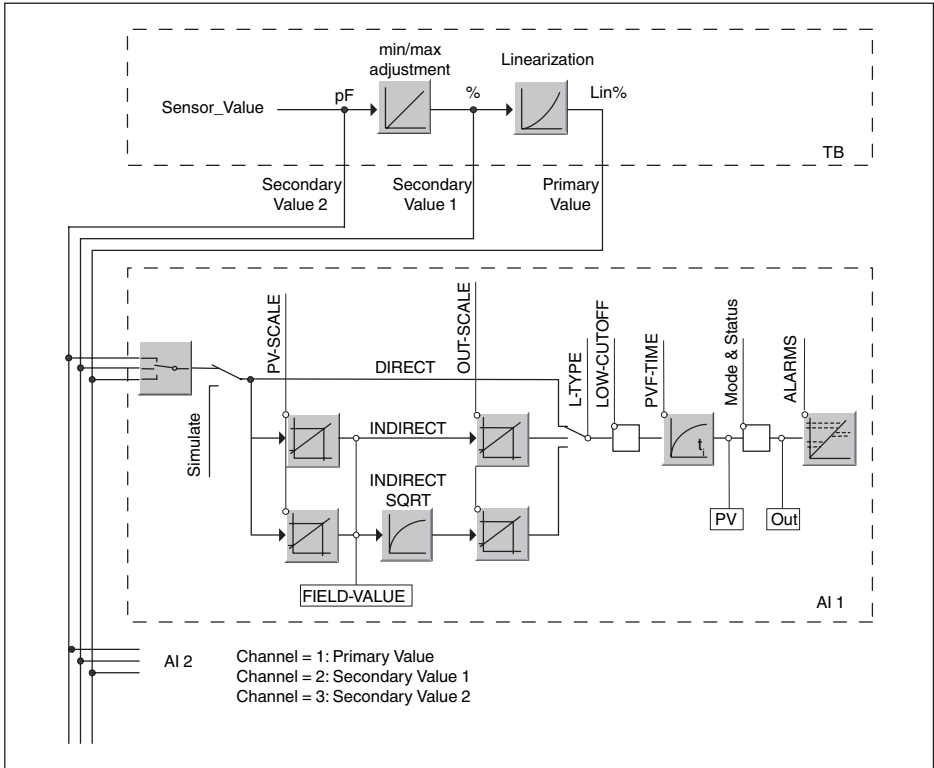 min/max
adjustment
Linearization
Sensor_Value
pF
%
Lin%
TB
Secondary
Value 2
Secondary
Value 1
Primary
Value
PV-SCALE
OUT-SCALE
L-TYPE
LOW-CUTOFF
PVF-TIME
Mode & Status
ALARMS
DIRECT
Simulate
INDIRECT
ti
INDIRECT
SQRT
PV
Out
FIELD-VALUE
AI 1
AI 2
Channel = 1: Primary Value
Channel = 2: Secondary Value 1
Channel = 3: Secondary Value 2